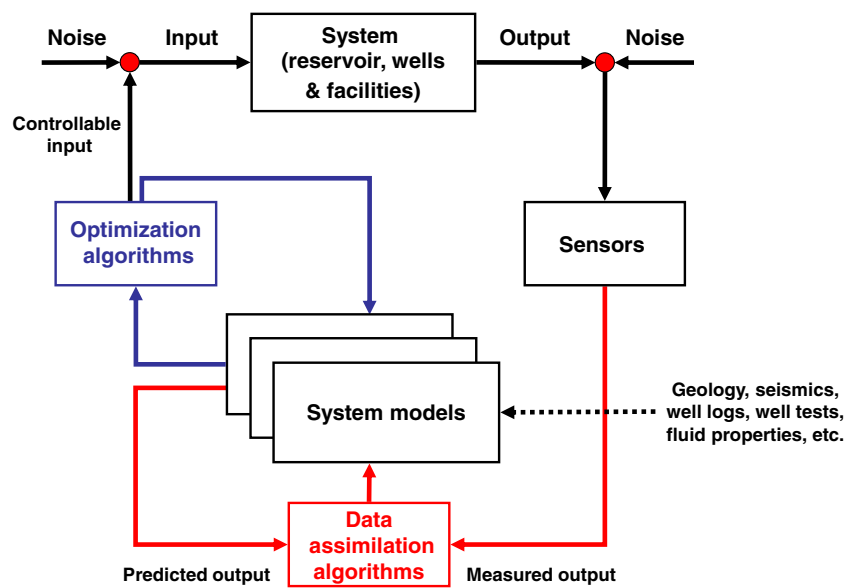 Noise
Input
System
(reservoir, wells
& facilities)
Output
Noise
Controllable
input
Optimization
algorithms
Sensors
System models
Geology, seismics,
well logs, well tests,
fluid properties, etc.
Data
assimilation
algorithms
Predicted output
Measured output